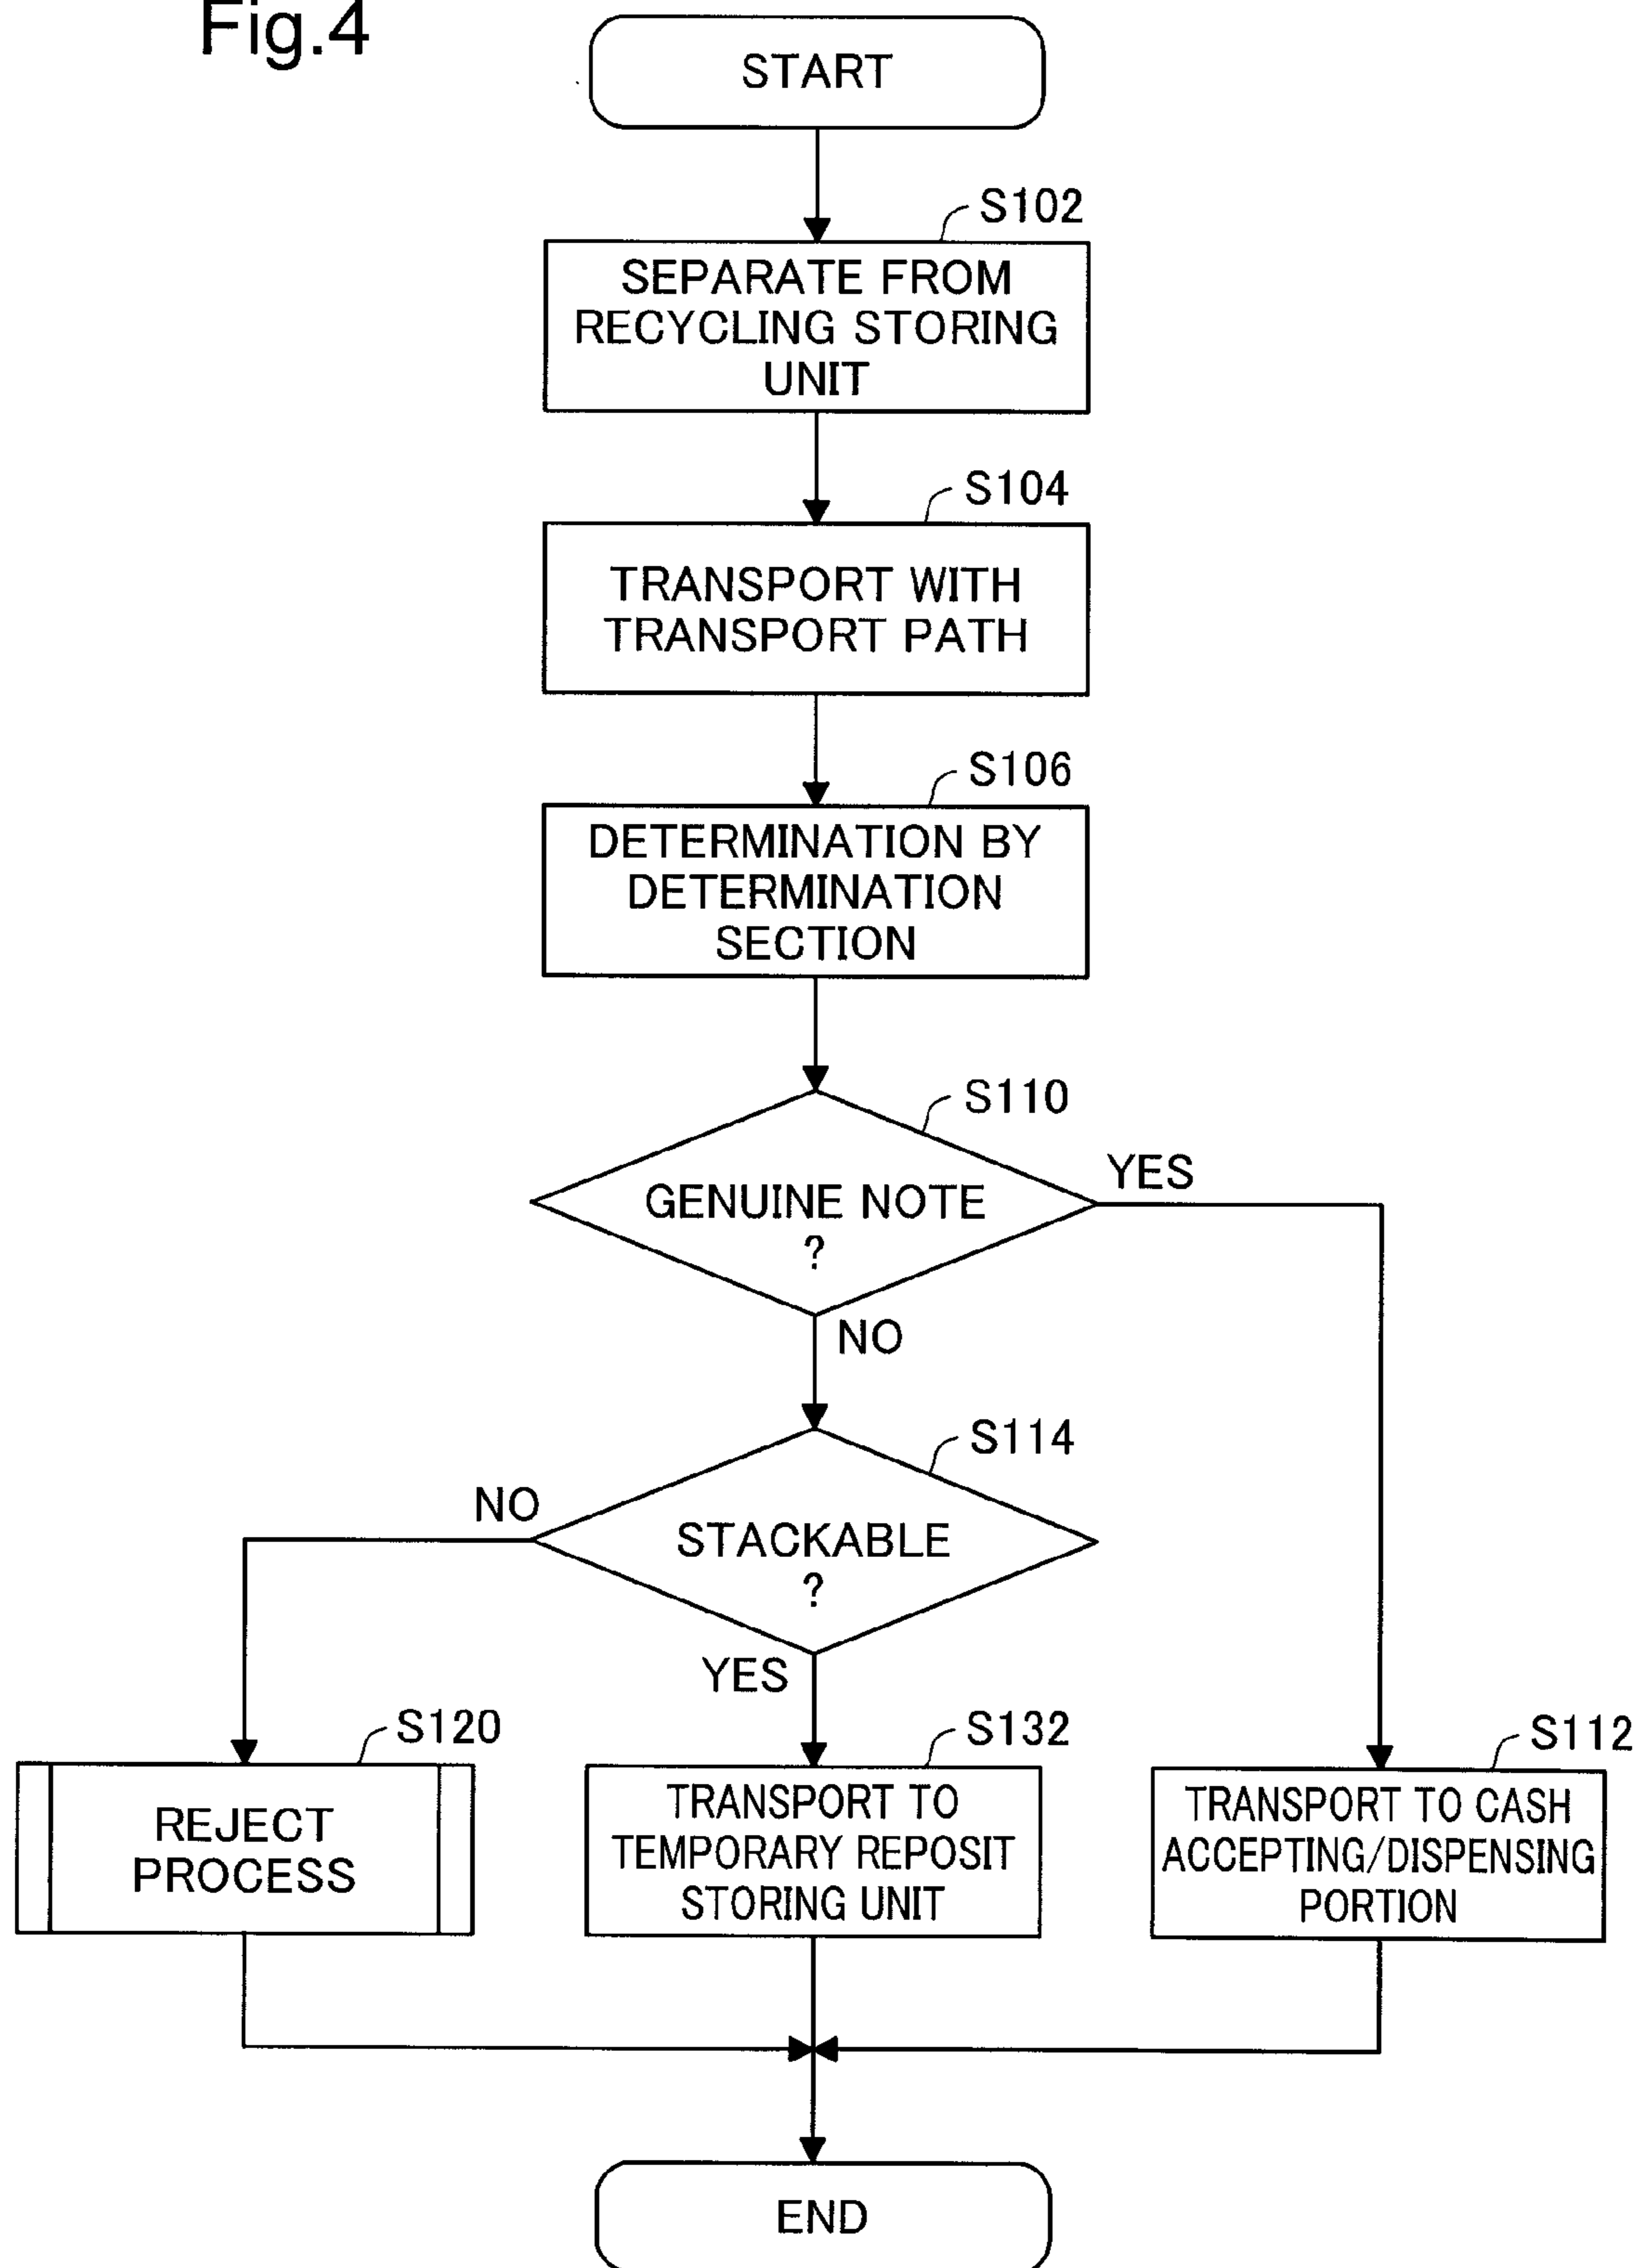 Fig.4
START
S102
SEPARATE FROM
RECYCLING STORING
UNIT
S104
TRANSPORT WITH
TRANSPORT PATH
S106
DETERMINATION BY
DETERMINATION
SECTION
S110
GENUINE NOTE
?
YES
NO
S114
STACKABLE
?
NO
YES
S120
REJECT
PROCESS
S132
TRANSPORT TO
TEMPORARY REPOSIT
STORING UNIT
S112
TRANSPORT TO CASH
ACCEPTING/DISPENSING
PORTION
END